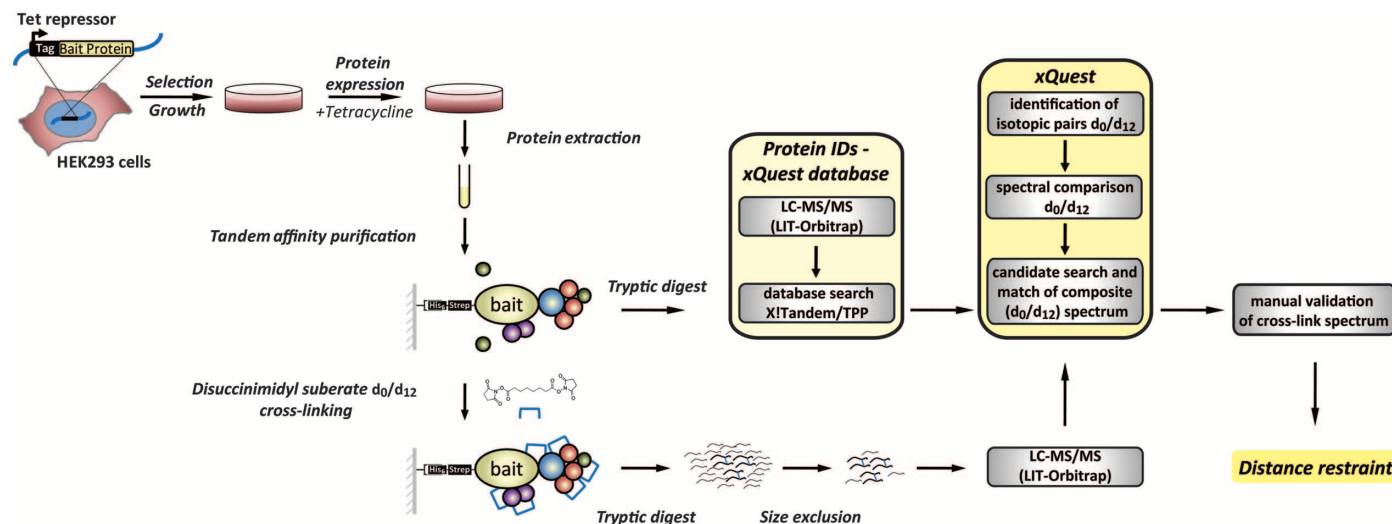 Tet repressor
Tag Bait Protein
HEK293 cells
Selection
Growth
Protein
expression
+Tetracycline
Protein extraction
Tandem affinity purification
His6 Strep
bait
Tryptic digest
Protein IDs -
xQuest database
LC-MS/MS
(LIT-Orbitrap)
database search
X!Tandem/TPP
xQuest
identification of
isotopic pairs d0/d12
spectral comparison
d0/d12
candidate search and
match of composite
(d0/d12) spectrum
manual validation
of cross-link spectrum
Disuccinimidyl suberate d0/d12
cross-linking
His6 Strep
bait
Tryptic digest
Size exclusion
LC-MS/MS
(LIT-Orbitrap)
Distance restraint